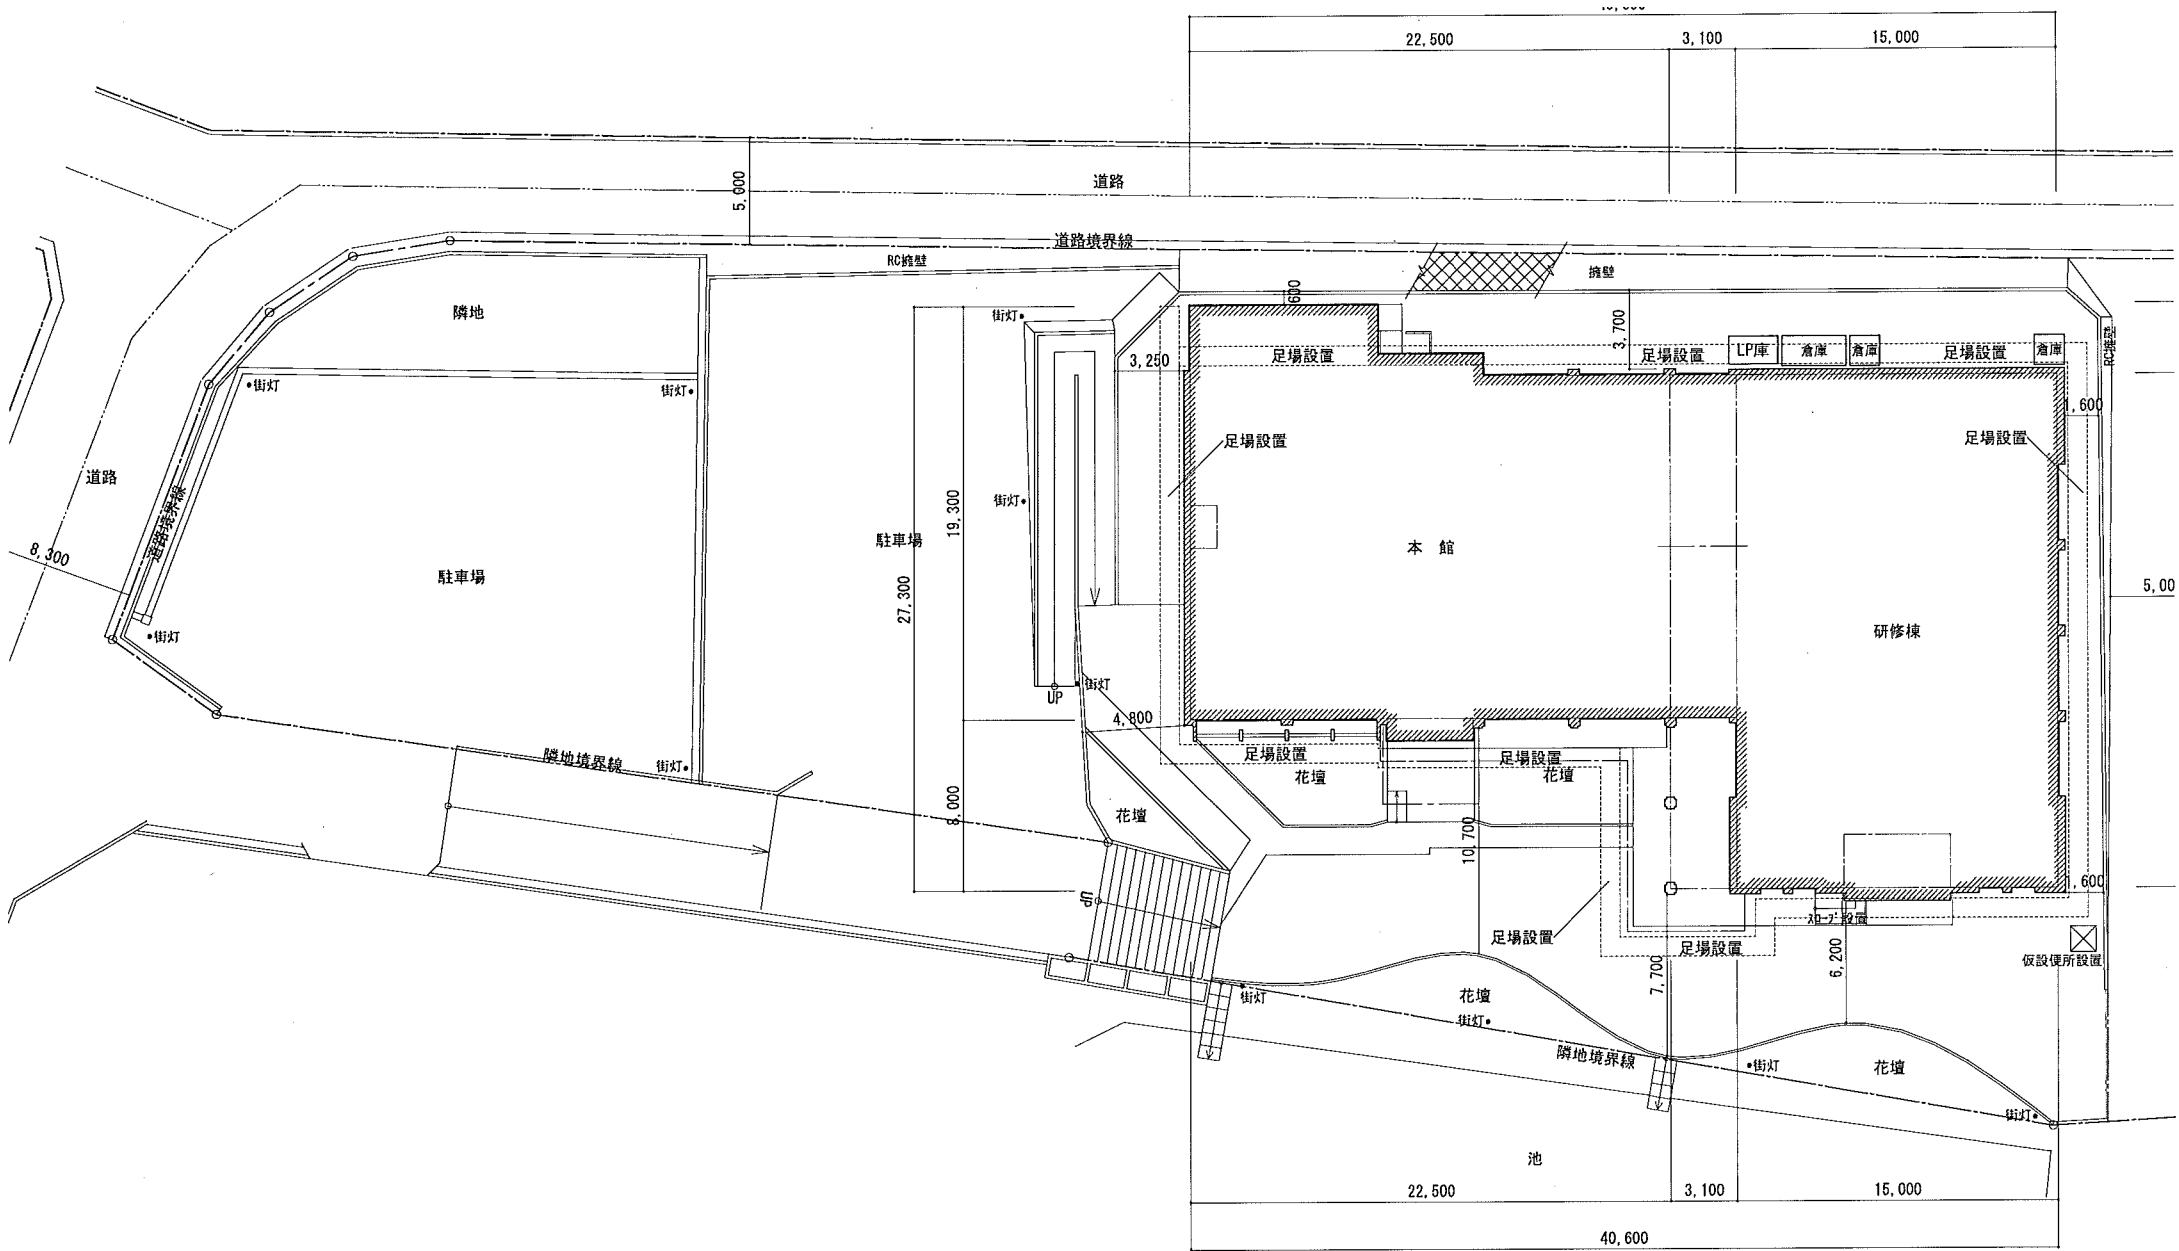 22,500
3,100
15,000
道路
5,000
道路境界線
RC擁壁
擁壁
600
隣地
街灯
3,700
RC擁壁
足場設置
足場設置
LP庫
倉庫
倉庫
足場設置
倉庫
3,250
街灯
街灯
1,600
足場設置
足場設置
道路
街灯
道路境界線
19,300
駐車場
本 館
8,300
駐車場
5,00
27,300
街灯
研修棟
街灯
UP
4,800
隣地境界線
街灯
足場設置
足場設置
花壇
花壇
8,000
花壇
10,700
1,600
UP
スロープ設置
足場設置
足場設置
6,200
仮設便所設置
7,700
街灯
花壇
街灯
隣地境界線
街灯
花壇
街灯
池
22,500
3,100
15,000
40,600